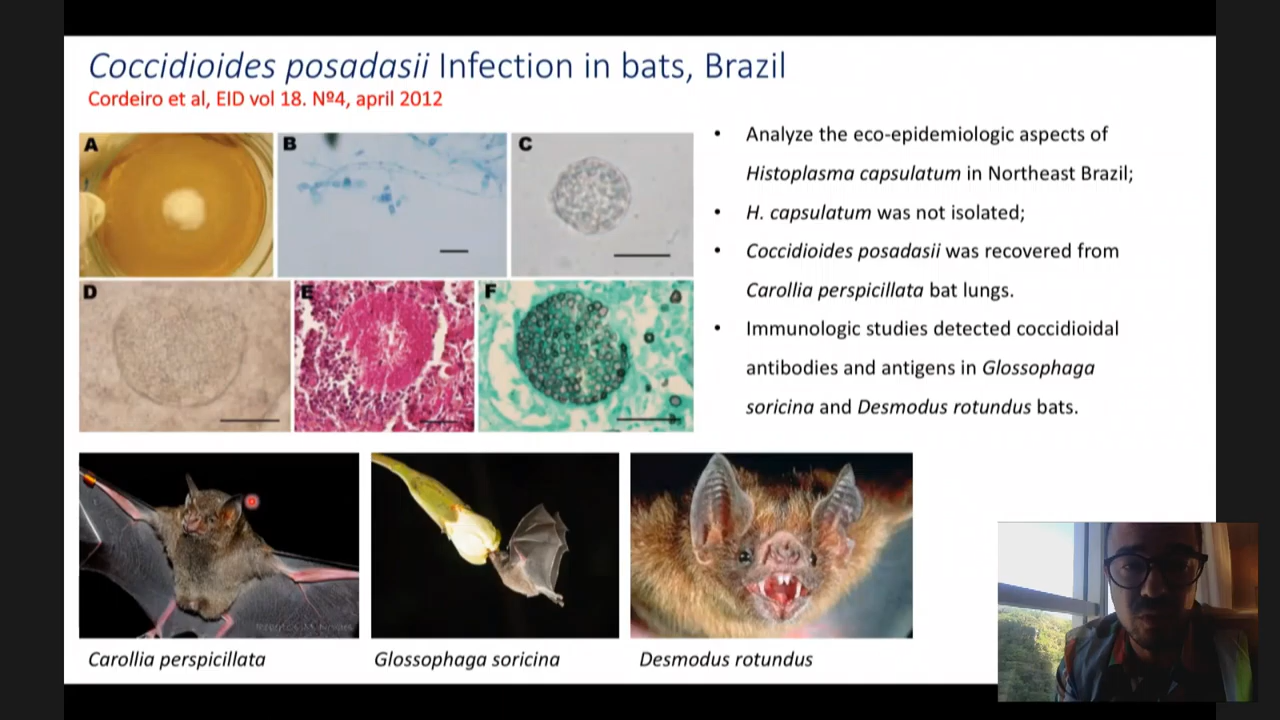 Coccidioides posadasii Infection in bats, Brazil
Cordeiro et al, EID vol 18. Nº4, april 2012
A
B
C
D
E
F
• Analyze the eco-epidemiologic aspects of
Histoplasma capsulatum in Northeast Brazil;
• H. capsulatum was not isolated;
• Coccidioides posadasii was recovered from
Carollia perspicillata bat lungs.
• Immunologic studies detected coccidioidal
antibodies and antigens in Glossophaga
soricina and Desmodus rotundus bats.
Carollia perspicillata
Glossophaga soricina
Desmodus rotundus